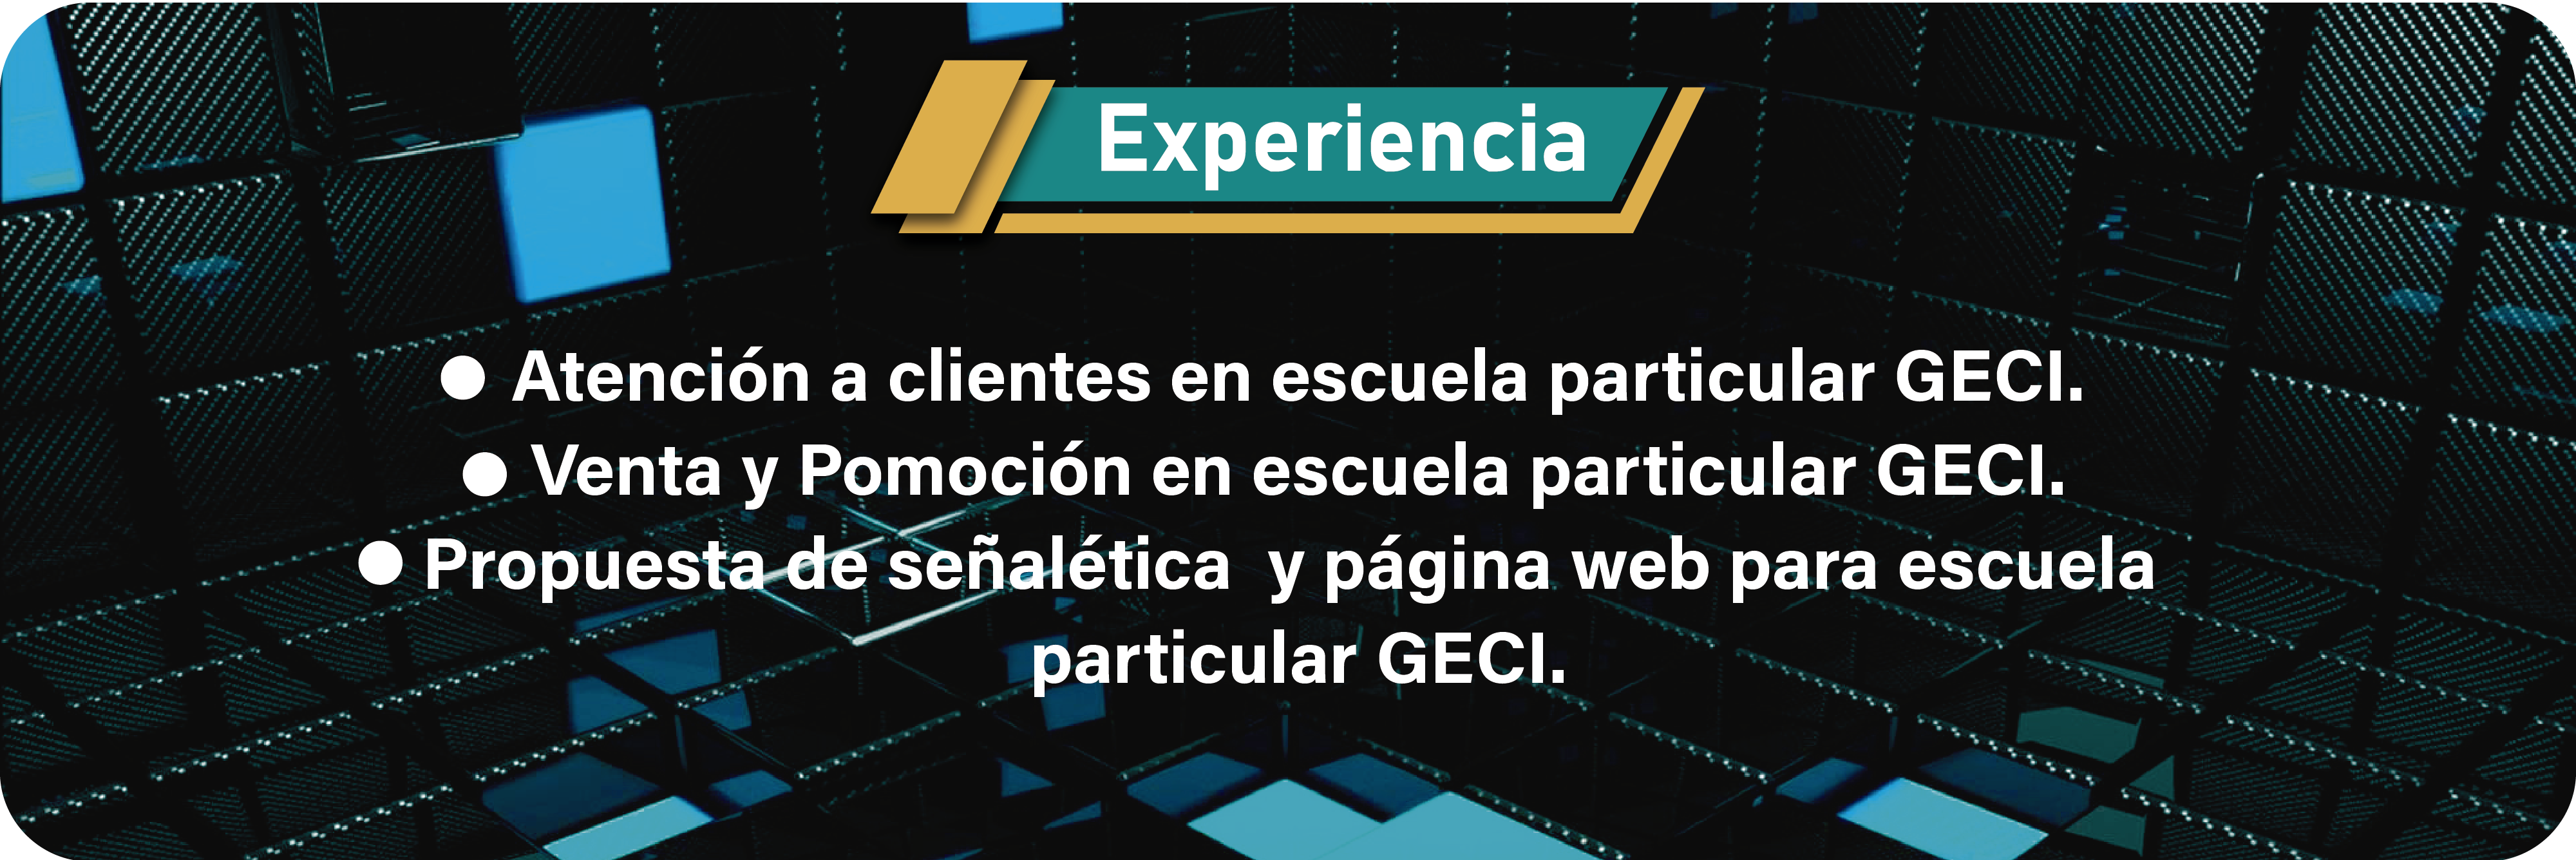 Experiencia
● Atención a clientes en escuela particular GECI.
● Venta y Pomoción en escuela particular GECI.
● Propuesta de señalética  y página web para escuela
particular GECI.